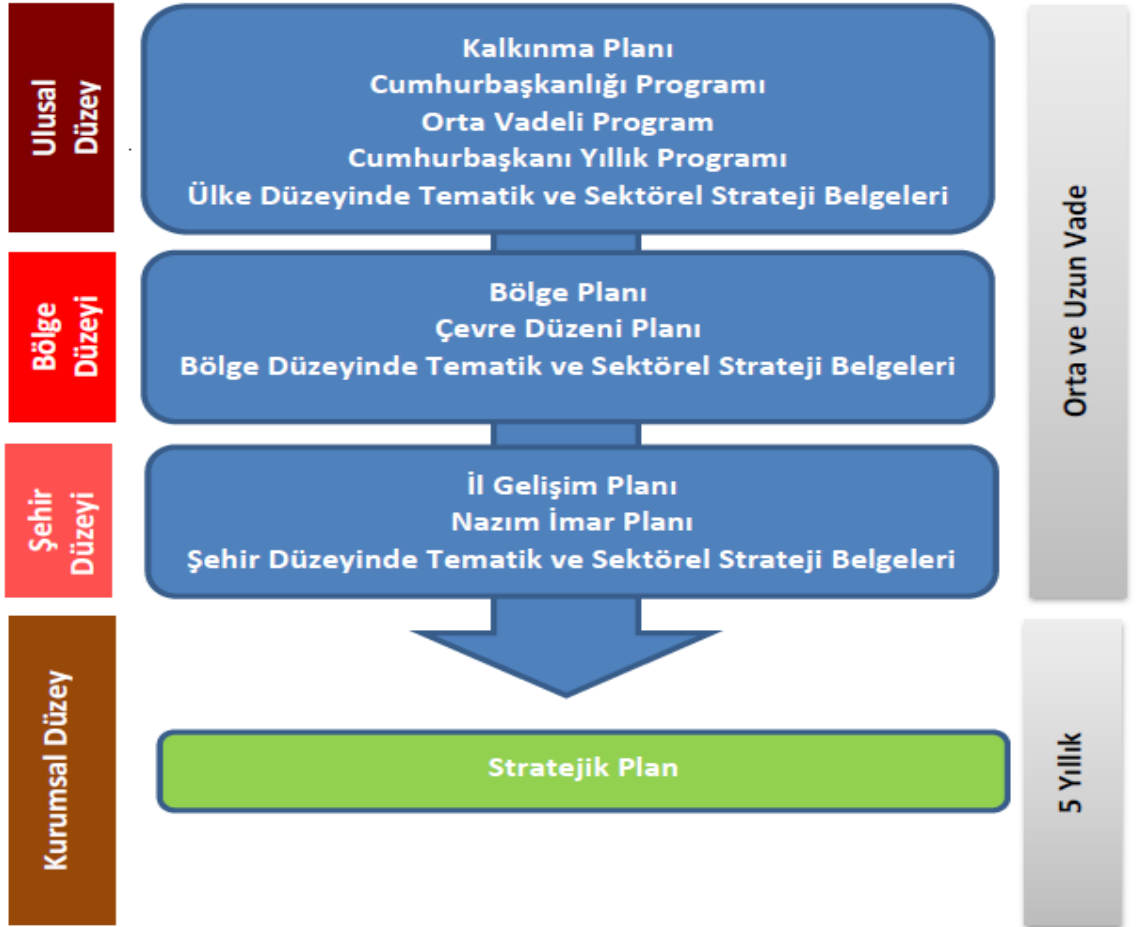 Ulusal
Düzey
Kalkınma Planı
Cumhurbaşkanlığı Programı
Orta Vadeli Program
Cumhurbaşkanı Yıllık Programı
Ülke Düzeyinde Tematik ve Sektörel Strateji Belgeleri
Orta ve Uzun Vade
Bölge
Düzeyi
Bölge Planı
Çevre Düzeni Planı
Bölge Düzeyinde Tematik ve Sektörel Strateji Belgeleri
Şehir
Düzeyi
İl Gelişim Planı
Nazım İmar Planı
Şehir Düzeyinde Tematik ve Sektörel Strateji Belgeleri
Kurumsal Düzey
Stratejik Plan
5 Yıllık